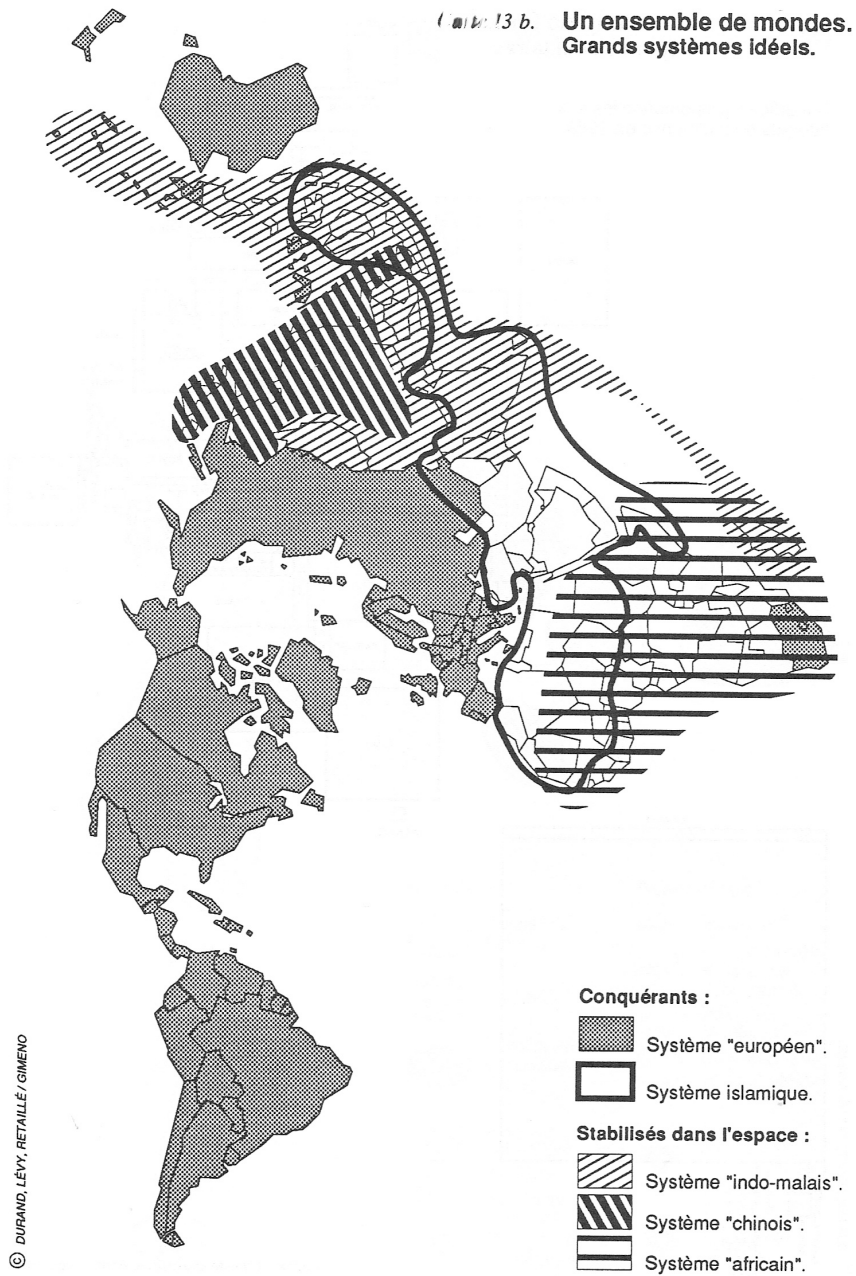 13 b. Un ensemble de mondes.
Grands systèmes idéels.
Conquérants :
Système "européen".
Système islamique.
Stabilisés dans l'espace :
Système "indo-malais".
Système "chinois".
Système "africain".
© DURAND, LÉVY, RETAILLÉ / GIMENO